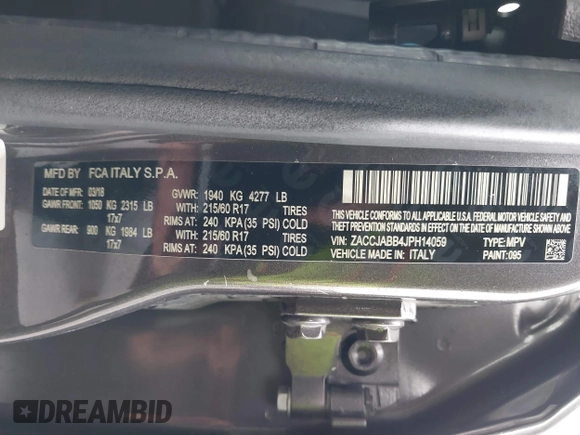 MFD BY FCA ITALY S.P.A.
DATE OF MFR: 03/18 GVWR: 1940 KG 4277 LB
GAWR FRONT: 1050 KG 2315 LB WITH: 215/60 R17 TIRES
17x7 RIMS AT: 240 KPA (35 PSI) COLD
GAWR REAR: 900 KG 1984 LB WITH: 215/60 R17 TIRES
17x7 RIMS AT: 240 KPA (35 PSI) COLD
THIS VEHICLE CONFORMS TO ALL APPLICABLE U.S.A.
FEDERAL MOTOR VEHICLE SAFETY, BUMPER, AND
THEFT PREVENTION STANDARDS IN EFFECT ON THE
DATE OF MANUFACTURE SHOWN ABOVE.
VIN: ZACCJABB4JPH14059 TYPE: MPV
VEHICLE MADE IN: ITALY PAINT: 095
DREAMBID